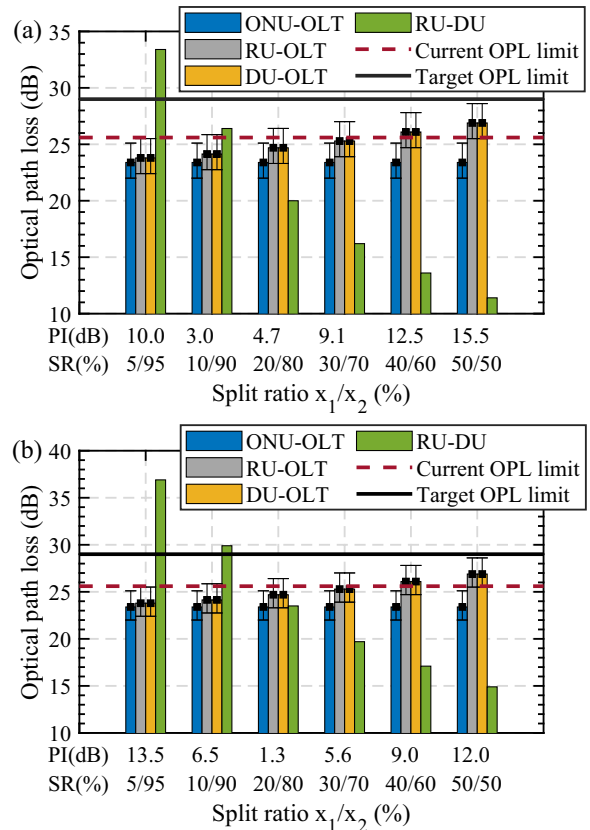 (a)
ONU-OLT RU-DU
RU-OLT Current OPL limit
DU-OLT Target OPL limit
Optical path loss (dB)
35
30
25
20
15
10
PI(dB) 10.0 3.0 4.7 9.1 12.5 15.5
SR(%) 5/95 10/90 20/80 30/70 40/60 50/50
Split ratio x1/x2 (%)
(b)
ONU-OLT RU-DU
RU-OLT Current OPL limit
DU-OLT Target OPL limit
Optical path loss (dB)
40
35
30
25
20
15
10
PI(dB) 13.5 6.5 1.3 5.6 9.0 12.0
SR(%) 5/95 10/90 20/80 30/70 40/60 50/50
Split ratio x1/x2 (%)